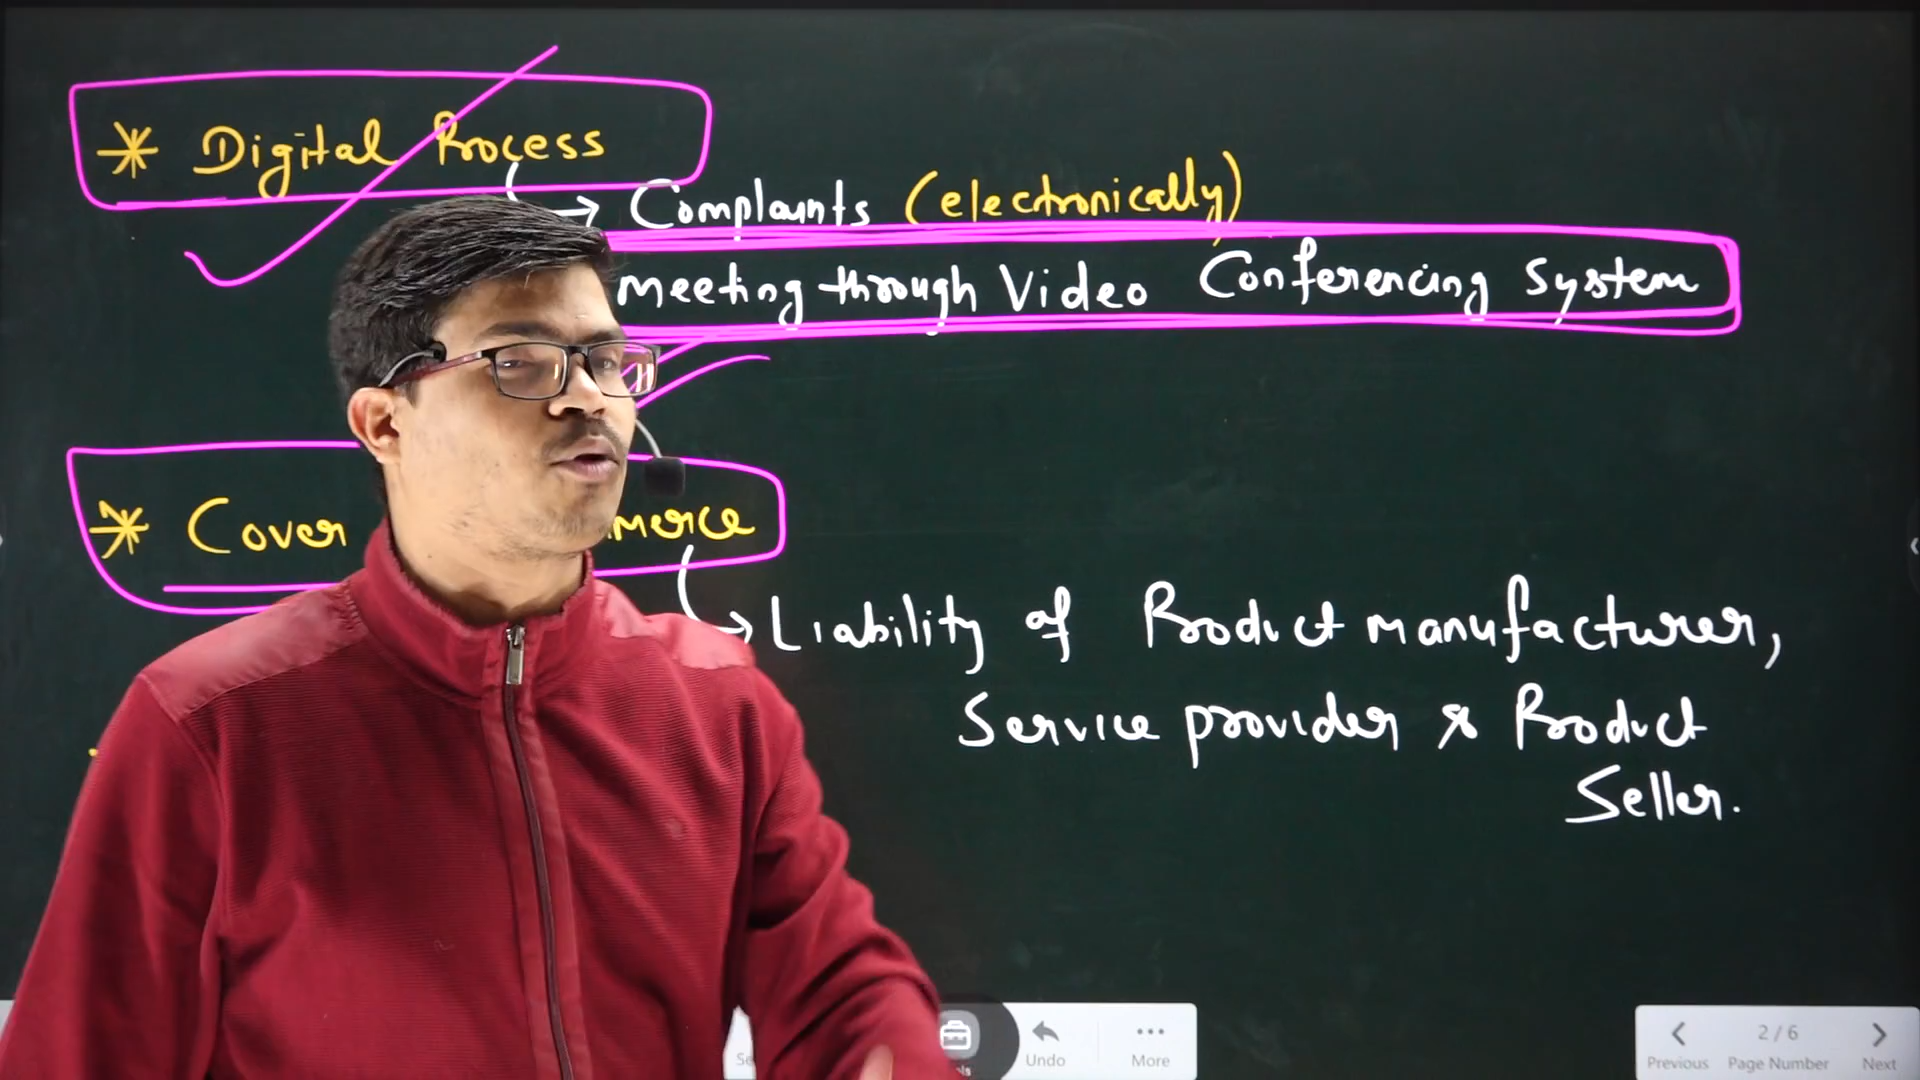 * Digital Process
→ Complaints (electronically)
meeting through Video Conferencing System
* Cover
→ Liability of Product manufacturer,
Service provider & Product
Seller.
Undo
More
2 / 6
Previous
Page Number
Next